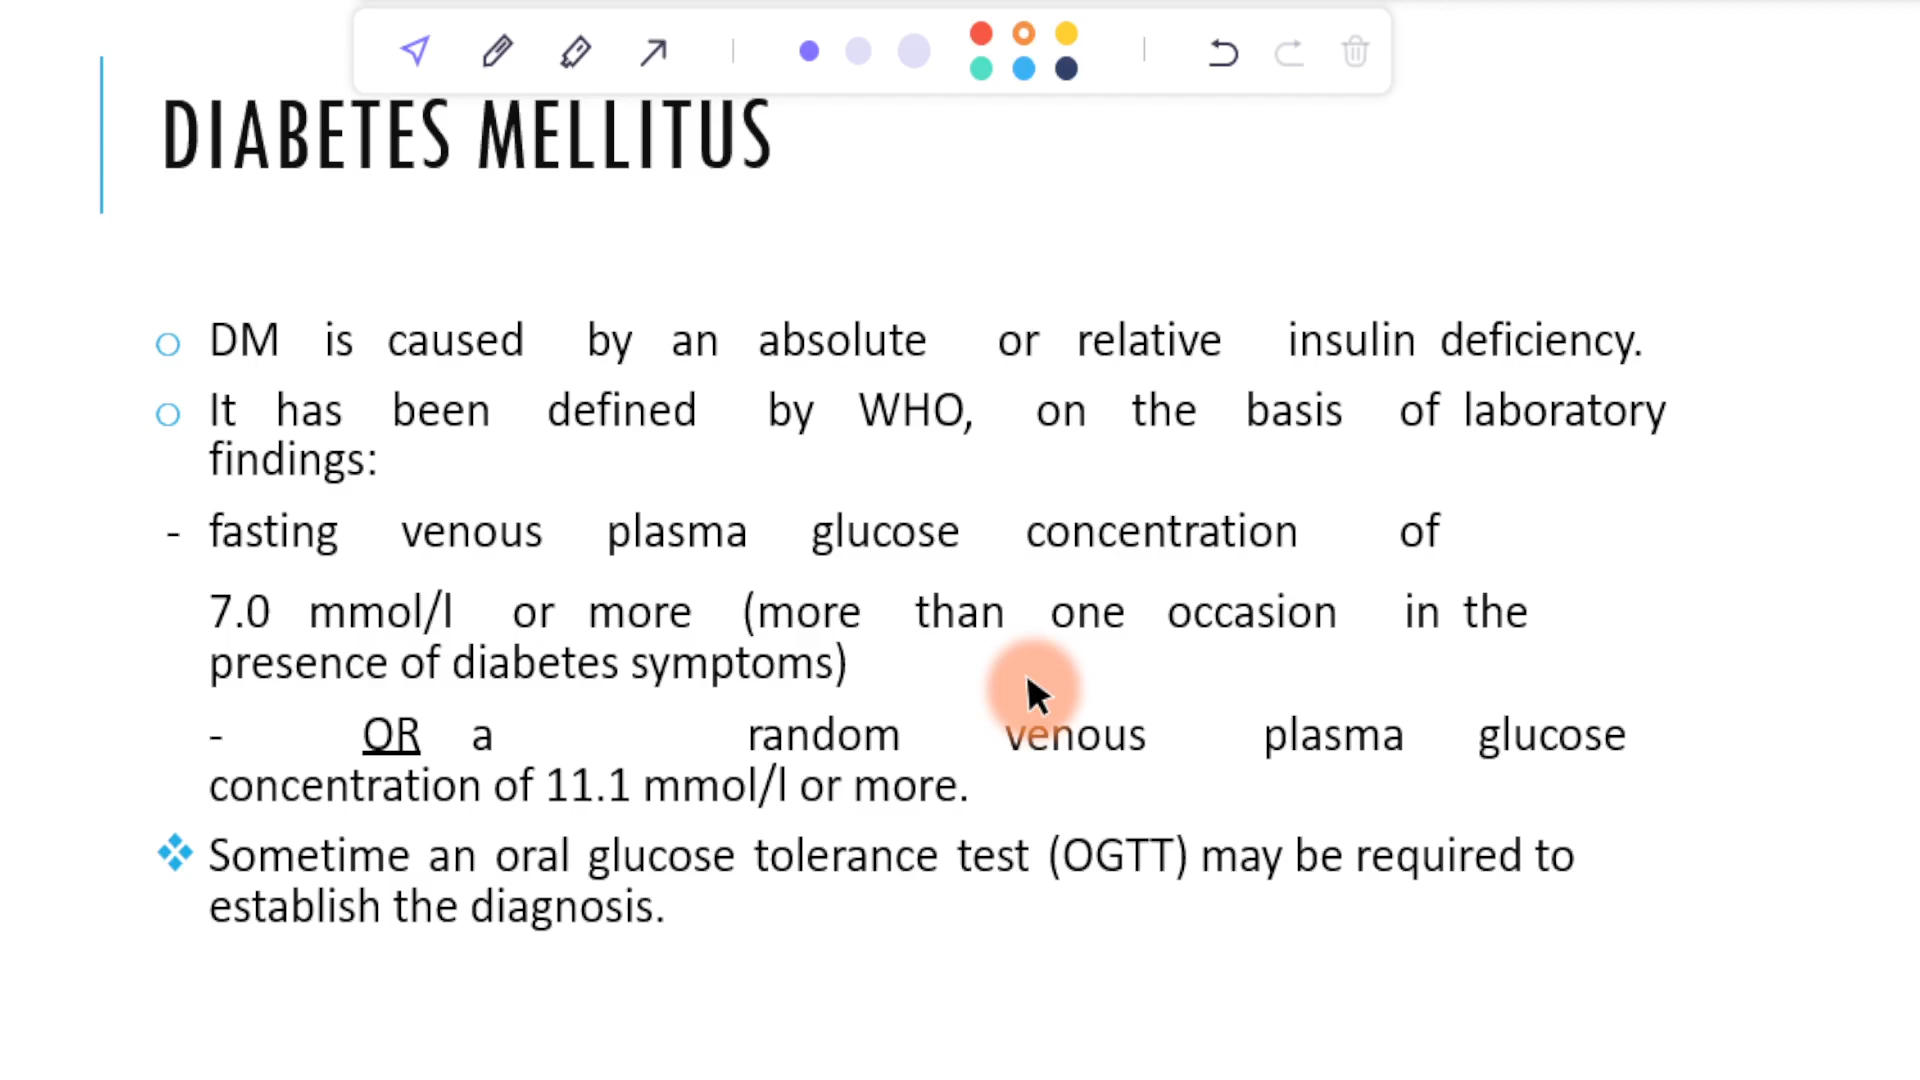 DIABETES MELLITUS
o DM is caused by an absolute or relative insulin deficiency.
o It has been defined by WHO, on the basis of laboratory
findings:
- fasting venous plasma glucose concentration of
7.0 mmol/l or more (more than one occasion in the
presence of diabetes symptoms)
- OR a random venous plasma glucose
concentration of 11.1 mmol/l or more.
❖ Sometime an oral glucose tolerance test (OGTT) may be required to
establish the diagnosis.